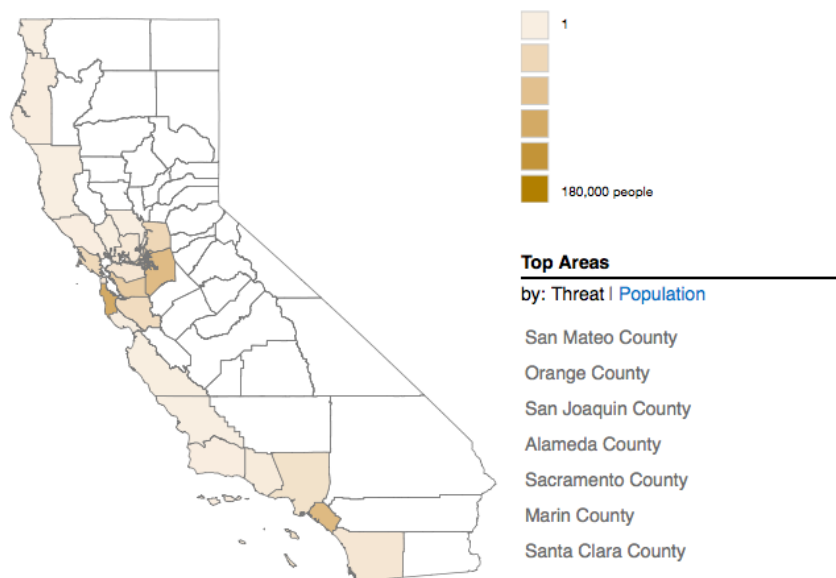 1
180,000 people
Top Areas
by: Threat | Population
San Mateo County
Orange County
San Joaquin County
Alameda County
Sacramento County
Marin County
Santa Clara County